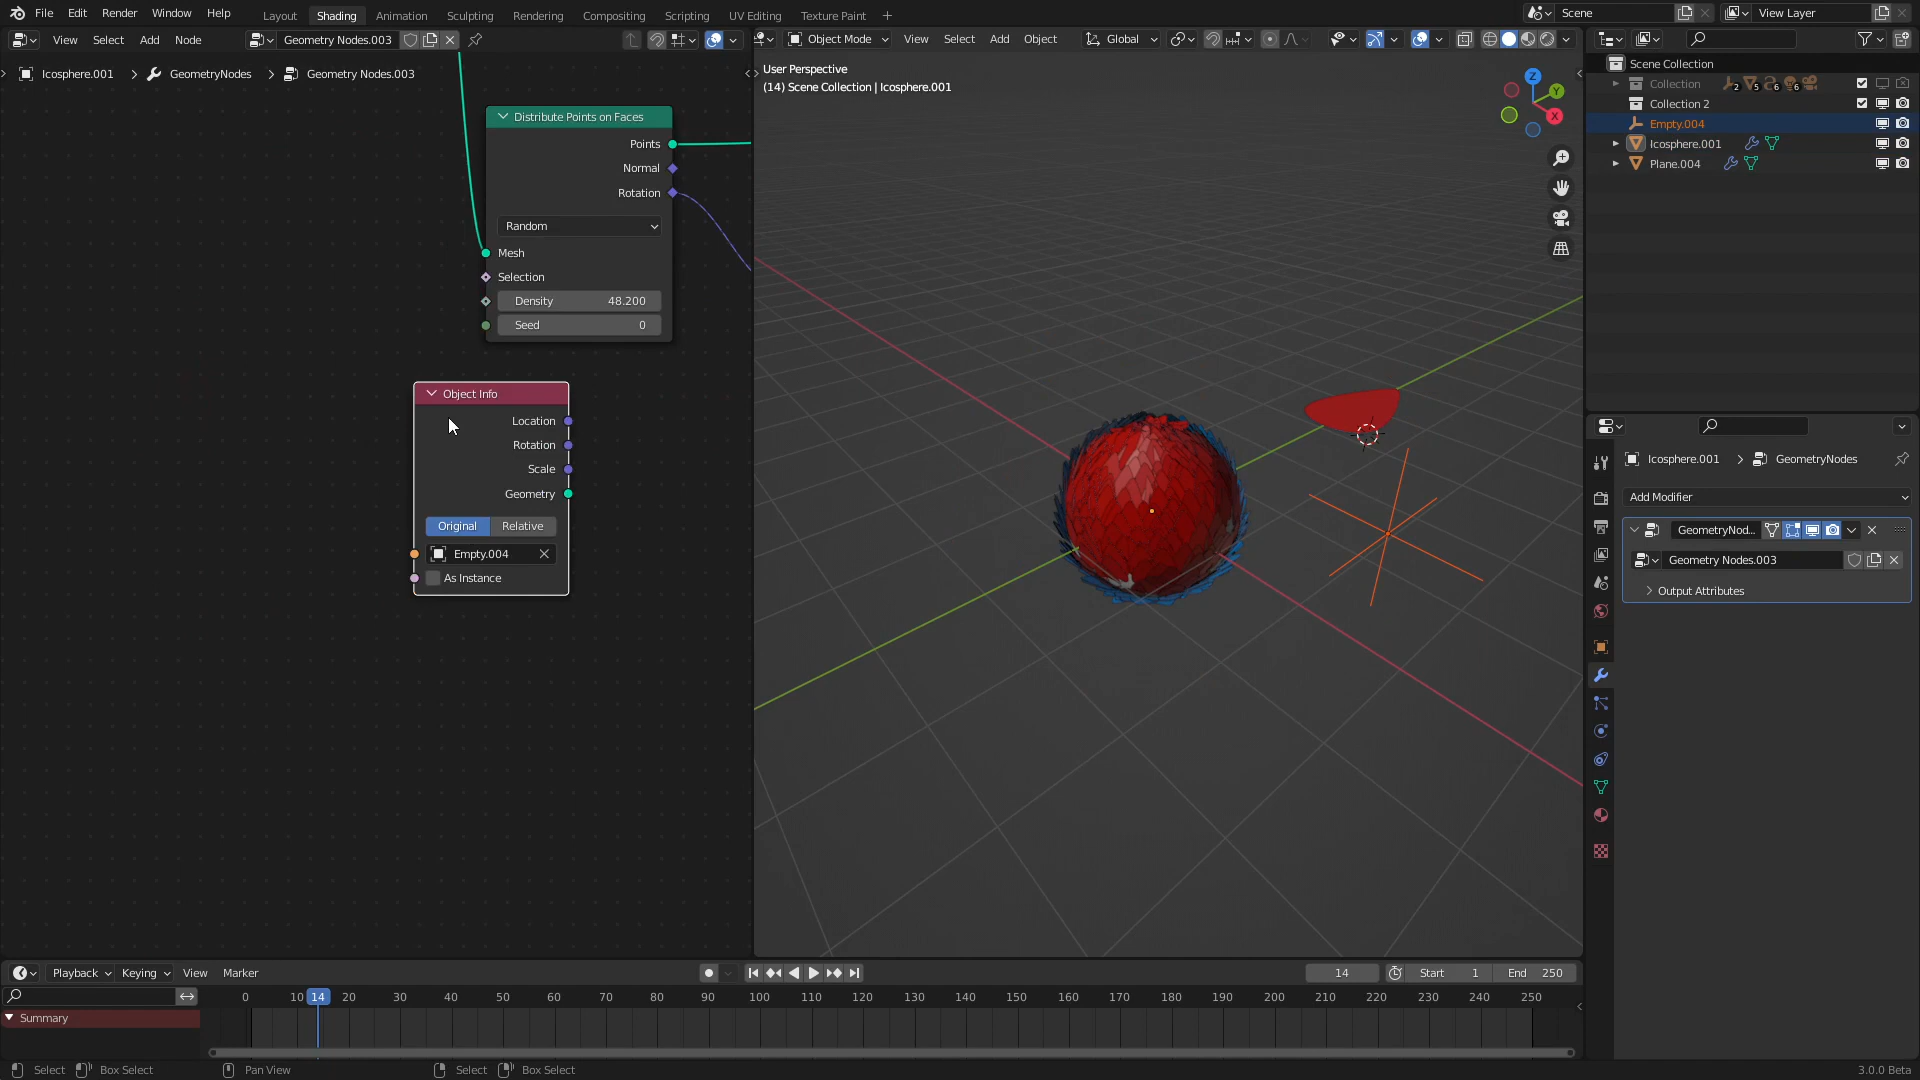 File Edit Render Window Help Layout Shading Animation Sculpting Rendering Compositing Scripting UV Editing Texture Paint + Scene View Layer
View Select Add Node Geometry Nodes.003 Object Mode View Select Add Object Global
Icosphere.001 > GeometryNodes > Geometry Nodes.003
User Perspective
(14) Scene Collection | Icosphere.001
Z
Y
X
Distribute Points on Faces
Points
Normal
Rotation
Random
Mesh
Selection
Density 48.200
Seed 0
Object Info
Location
Rotation
Scale
Geometry
Original Relative
Empty.004
As Instance
Scene Collection
Collection 2 5 6 6
Collection 2
Empty.004
Icosphere.001
Plane.004
Icosphere.001 > GeometryNodes
Add Modifier
GeometryNod...
Geometry Nodes.003
Output Attributes
Playback Keying View Marker 14 Start 1 End 250
0 10 14 20 30 40 50 60 70 80 90 100 110 120 130 140 150 160 170 180 190 200 210 220 230 240 250
Summary
Select Box Select Pan View Select Box Select 3.0.0 Beta